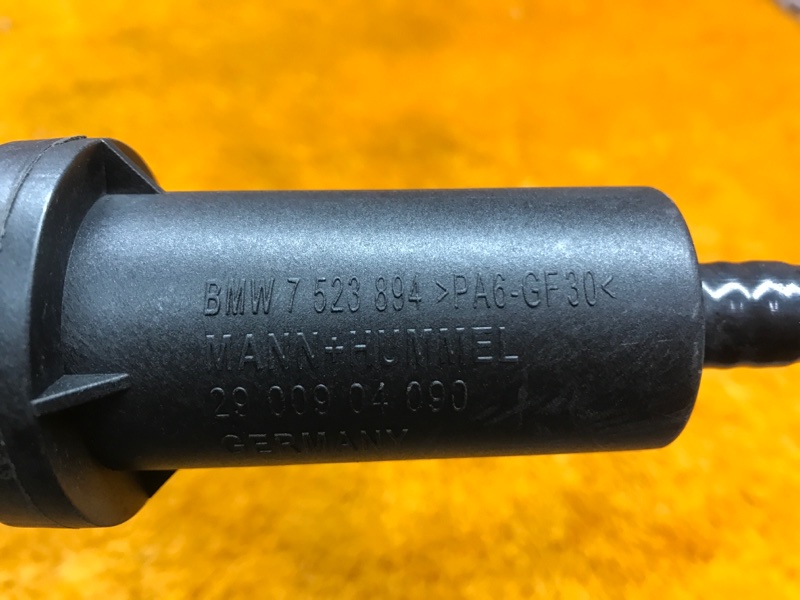 BMW 7 523 894 >PA6-GF30<
MANN+HUMMEL
29 009 04 090
GERMANY